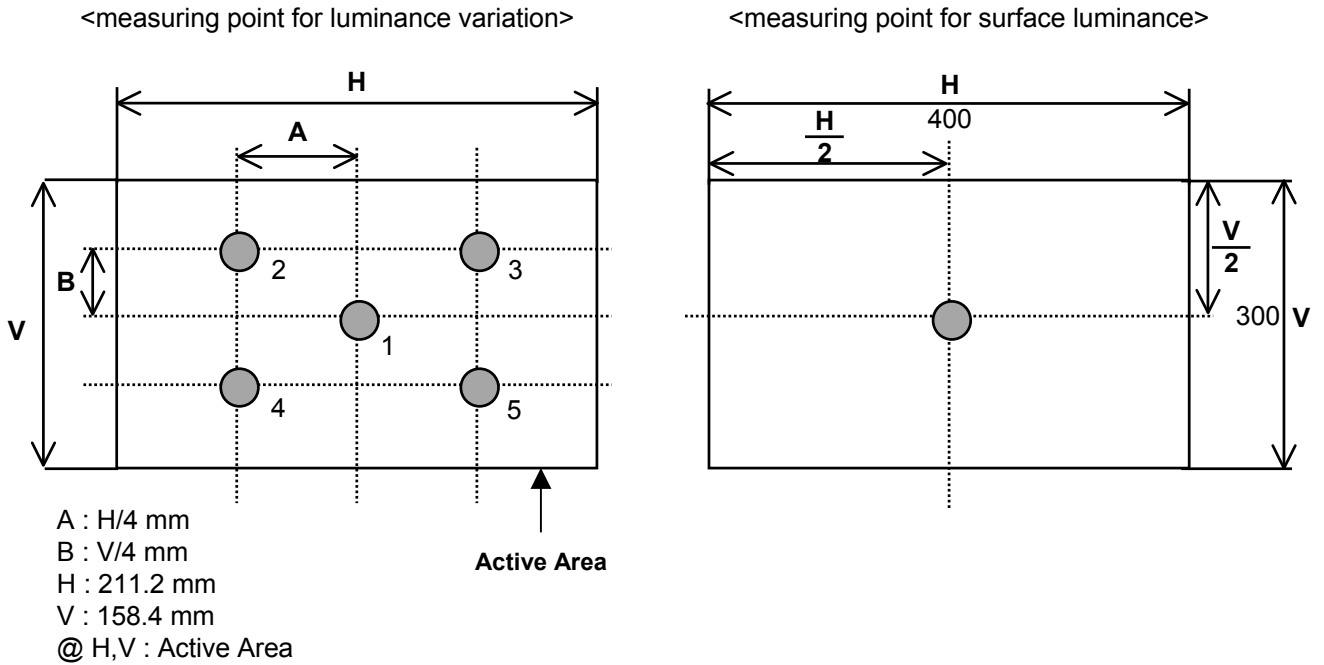 <measuring point for luminance variation>
H
A
B
V
2
3
1
4
5
A : H/4 mm
B : V/4 mm
H : 211.2 mm
V : 158.4 mm
@ H,V : Active Area
Active Area
<measuring point for surface luminance>
H
400
H
2
V
2
300 V